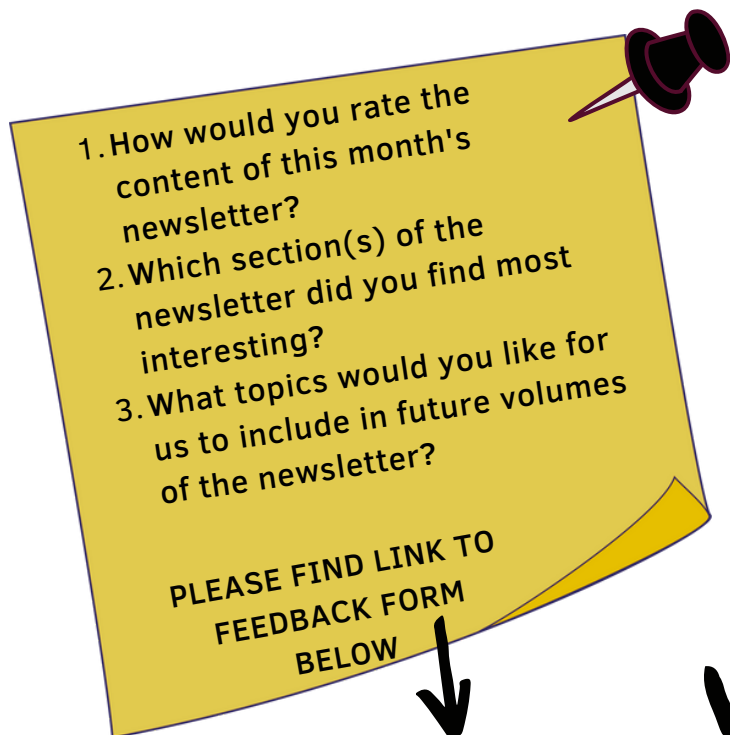 1. How would you rate the
content of this month's
newsletter?
2. Which section(s) of the
newsletter did you find most
interesting?
3. What topics would you like for
us to include in future volumes
of the newsletter?
PLEASE FIND LINK TO
FEEDBACK FORM
BELOW